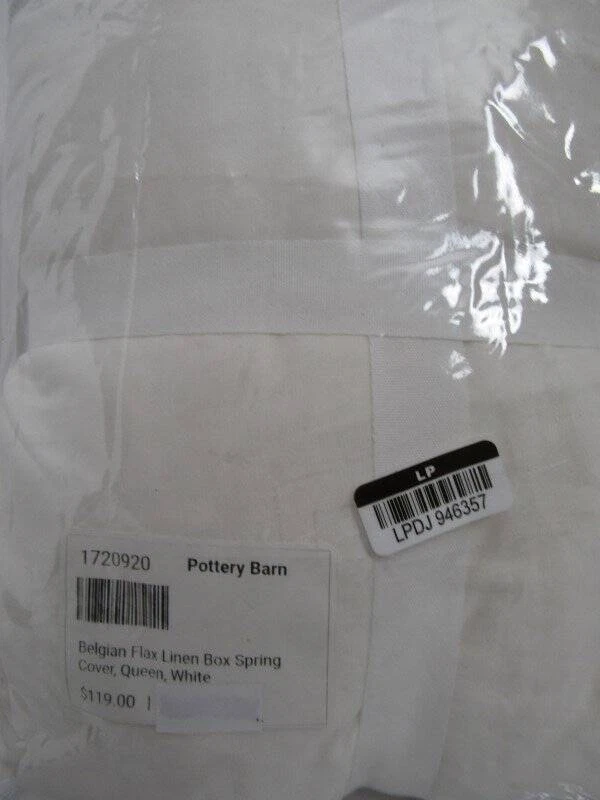 LP
LPDJ 946357
1720920 Pottery Barn
Belgian Flax Linen Box Spring
Cover, Queen, White
$119.00 |